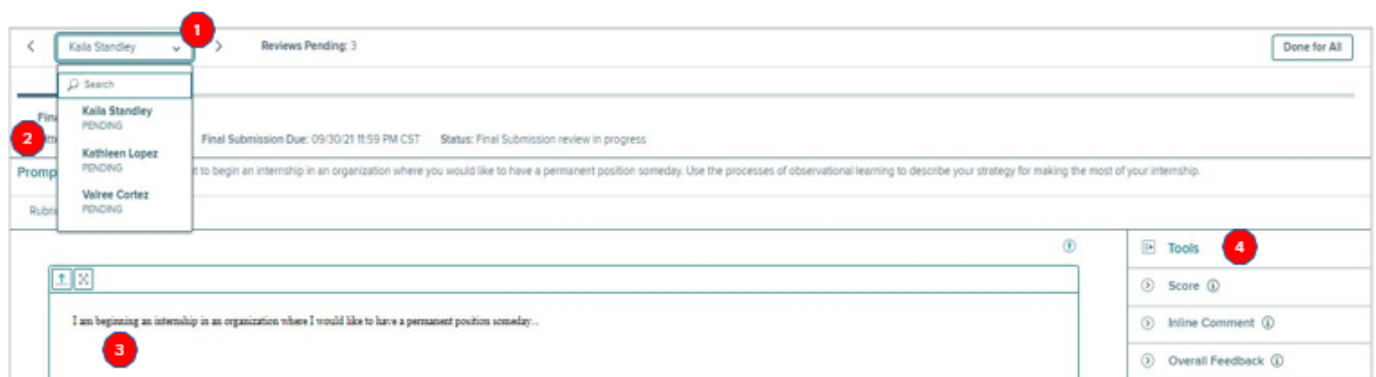 1
Kaila Standley
Reviews Pending: 3
Done for All
Search
Kaila Standley
PENDING
Kathleen Lopez
PENDING
Valree Cortez
PENDING
2
Final Submission Due: 09/30/21 11:59 PM CST Status: Final Submission review in progress
t to begin an internship in an organization where you would like to have a permanent position someday. Use the processes of observational learning to describe your strategy for making the most of your internship.
Tools 4
Score
Inline Comment
Overall Feedback
I am beginning an internship in an organization where I would like to have a permanent position someday...
3